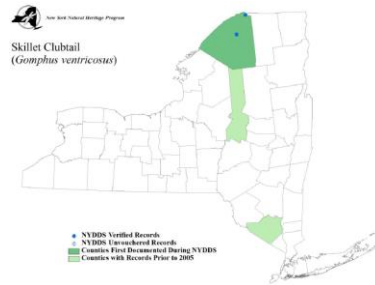 New York Natural Heritage Program
Skillet Clubtail
(Gomphus ventricosus)
NYDDS Verified Records
NYDDS Unvouchered Records
Counties First Documented During NYDDS
Counties with Records Prior to 2005